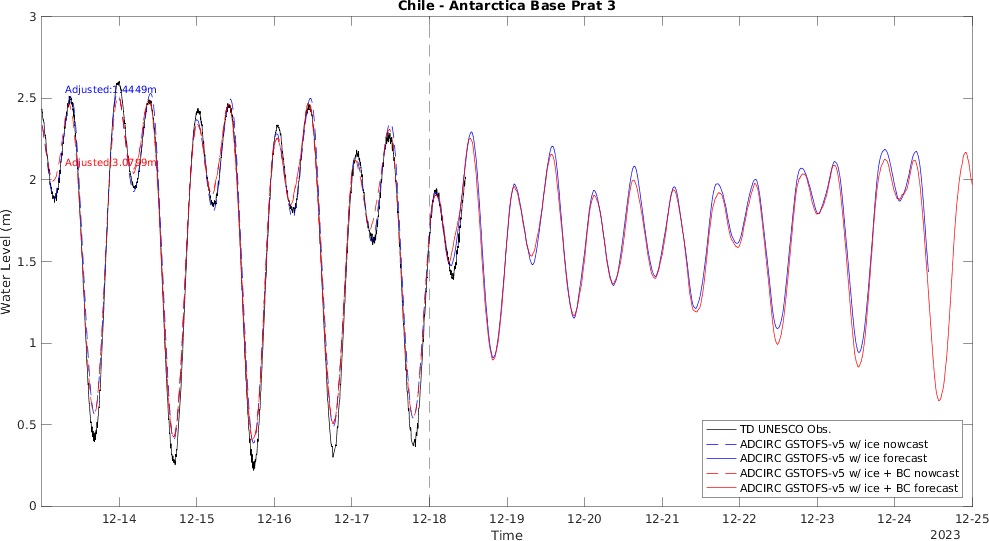 Chile - Antarctica Base Prat 3
3
2.5
2
1.5
1
0.5
0
Water Level (m)
Adjusted:1.4449m
Adjusted:3.0799m
TD UNESCO Obs.
ADCIRC GSTOFS-v5 w/ ice nowcast
ADCIRC GSTOFS-v5 w/ ice forecast
ADCIRC GSTOFS-v5 w/ ice + BC nowcast
ADCIRC GSTOFS-v5 w/ ice + BC forecast
12-14 12-15 12-16 12-17 12-18 12-19 12-20 12-21 12-22 12-23 12-24 12-25
Time
2023